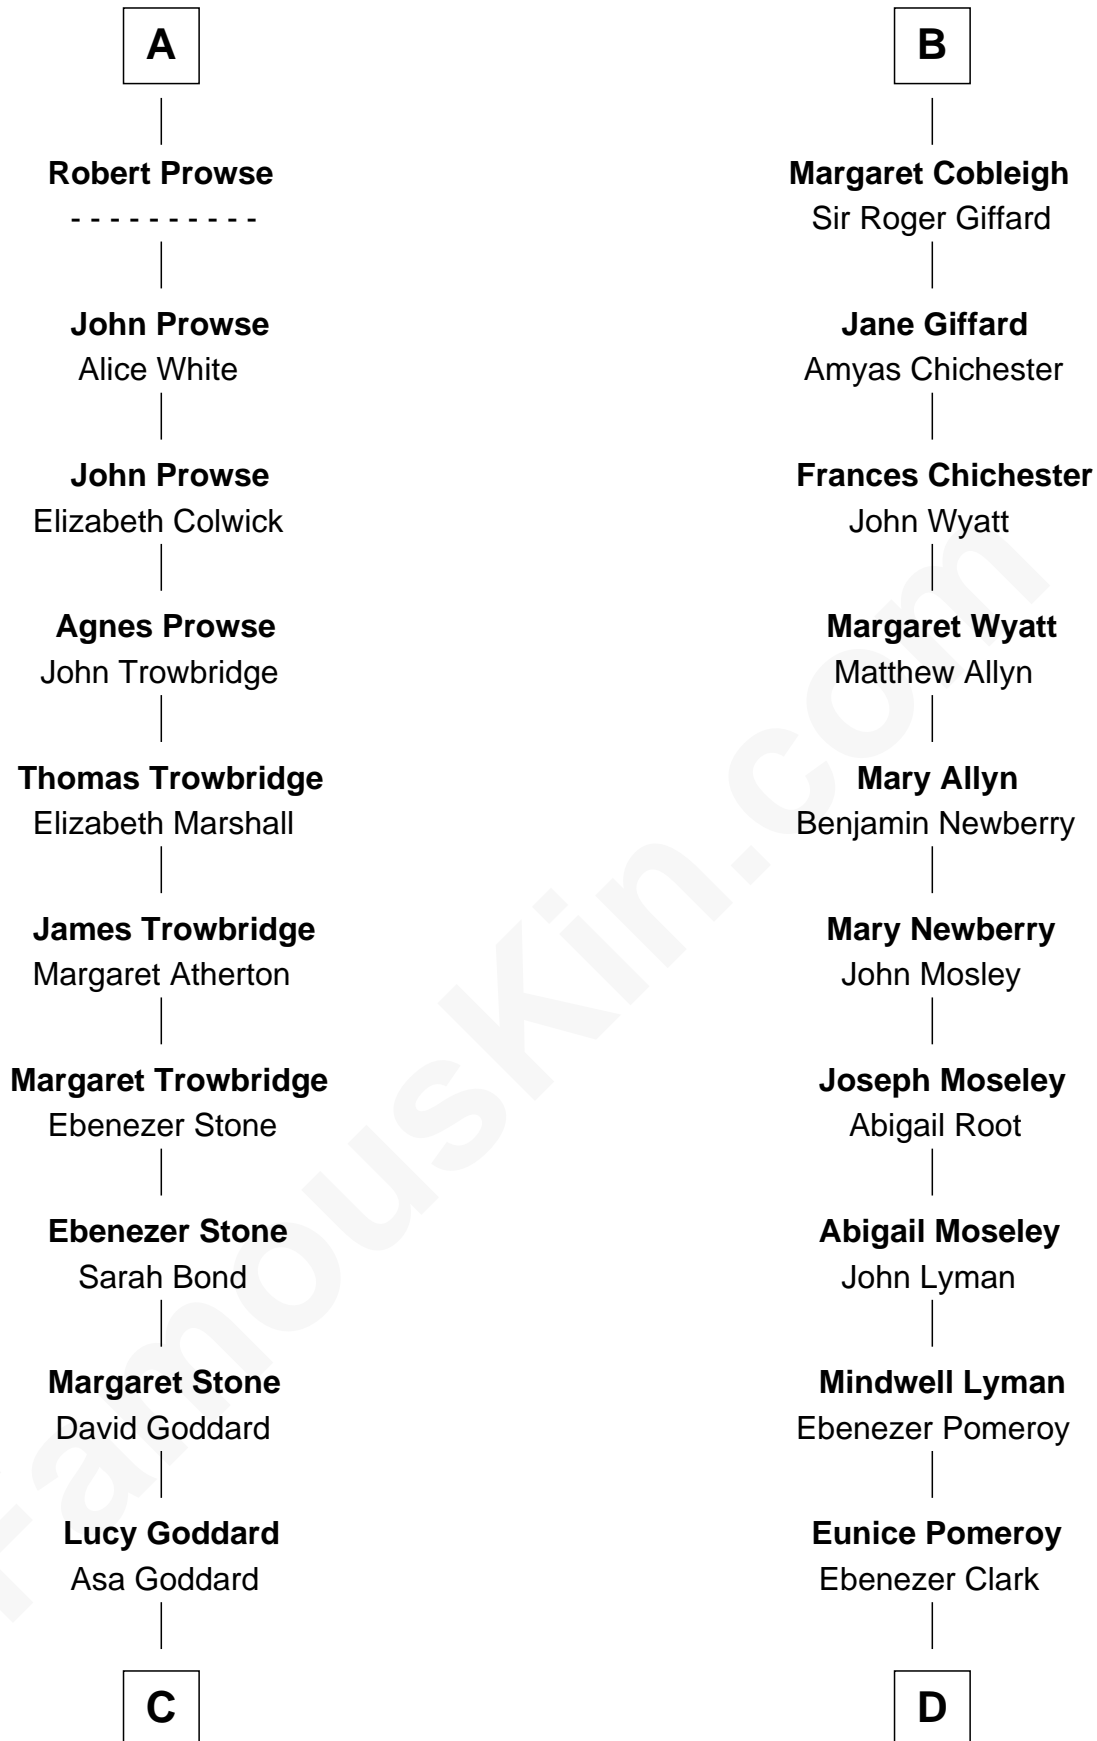 A
Robert Prowse
- - - - - - - - - -
John Prowse
Alice White
John Prowse
Elizabeth Colwick
Agnes Prowse
John Trowbridge
Thomas Trowbridge
Elizabeth Marshall
James Trowbridge
Margaret Atherton
Margaret Trowbridge
Ebenezer Stone
Ebenezer Stone
Sarah Bond
Margaret Stone
David Goddard
Lucy Goddard
Asa Goddard
C
B
Margaret Cobleigh
Sir Roger Giffard
Jane Giffard
Amyas Chichester
Frances Chichester
John Wyatt
Margaret Wyatt
Matthew Allyn
Mary Allyn
Benjamin Newberry
Mary Newberry
John Mosley
Joseph Moseley
Abigail Root
Abigail Moseley
John Lyman
Mindwell Lyman
Ebenezer Pomeroy
Eunice Pomeroy
Ebenezer Clark
D
FamousKin.com